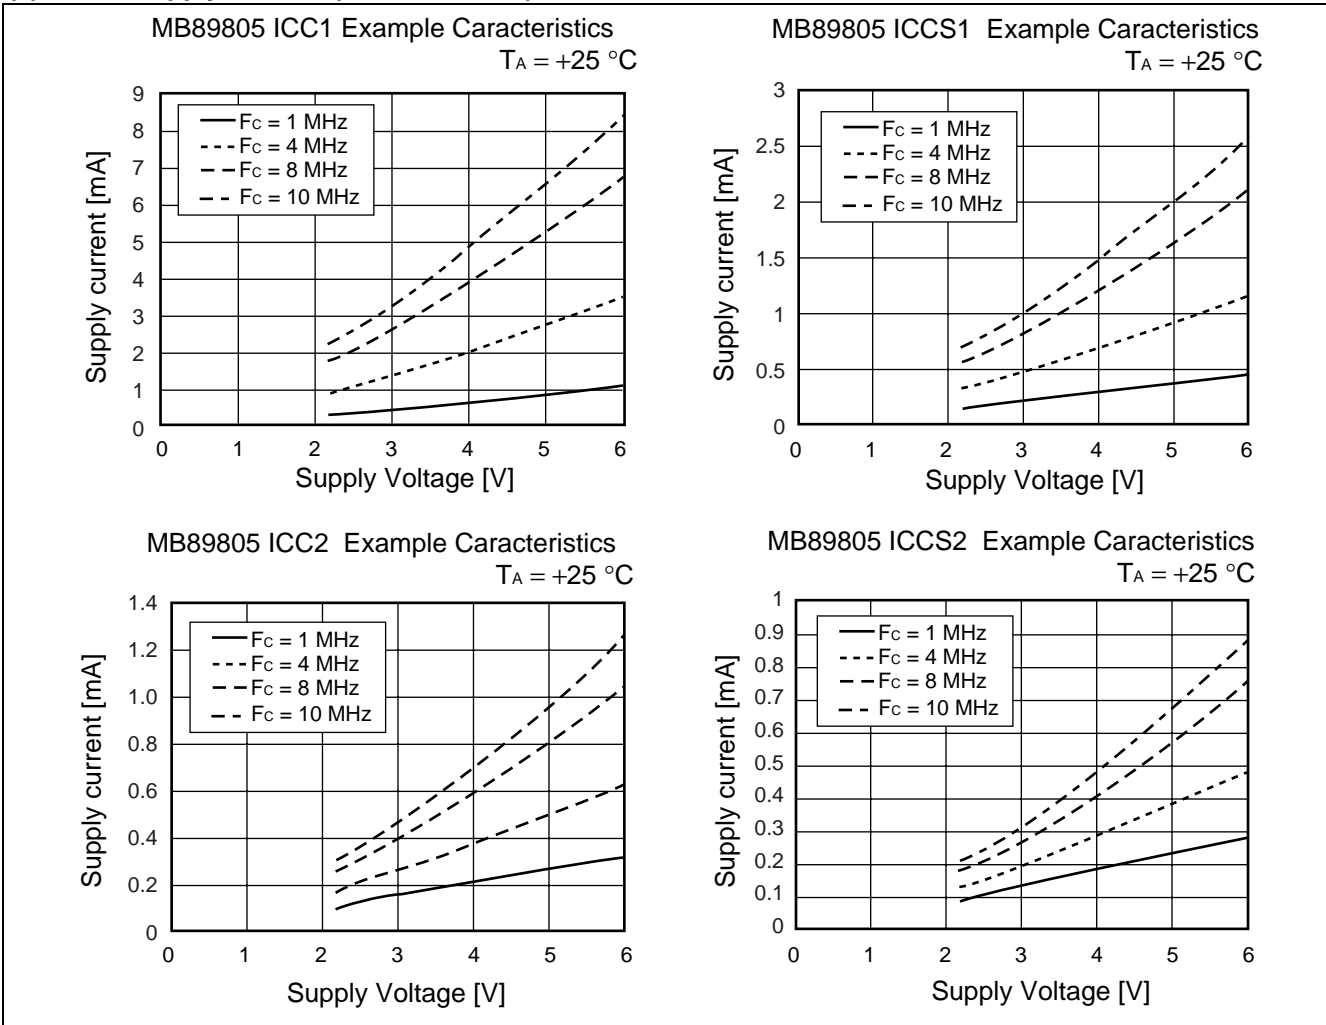 MB89805 ICC1 Example Caracteristics
TA = +25 °C
9
8
7
6
5
4
3
2
1
0
Supply current [mA]
FC = 1 MHz
FC = 4 MHz
FC = 8 MHz
FC = 10 MHz
0 1 2 3 4 5 6
Supply Voltage [V]
MB89805 ICCS1 Example Caracteristics
TA = +25 °C
3
2.5
2
1.5
1
0.5
0
Supply current [mA]
FC = 1 MHz
FC = 4 MHz
FC = 8 MHz
FC = 10 MHz
0 1 2 3 4 5 6
Supply Voltage [V]
MB89805 ICC2 Example Caracteristics
TA = +25 °C
1.4
1.2
1.0
0.8
0.6
0.4
0.2
0
Supply current [mA]
FC = 1 MHz
FC = 4 MHz
FC = 8 MHz
FC = 10 MHz
0 1 2 3 4 5 6
Supply Voltage [V]
MB89805 ICCS2 Example Caracteristics
TA = +25 °C
1
0.9
0.8
0.7
0.6
0.5
0.4
0.3
0.2
0.1
0
Supply current [mA]
FC = 1 MHz
FC = 4 MHz
FC = 8 MHz
FC = 10 MHz
0 1 2 3 4 5 6
Supply Voltage [V]